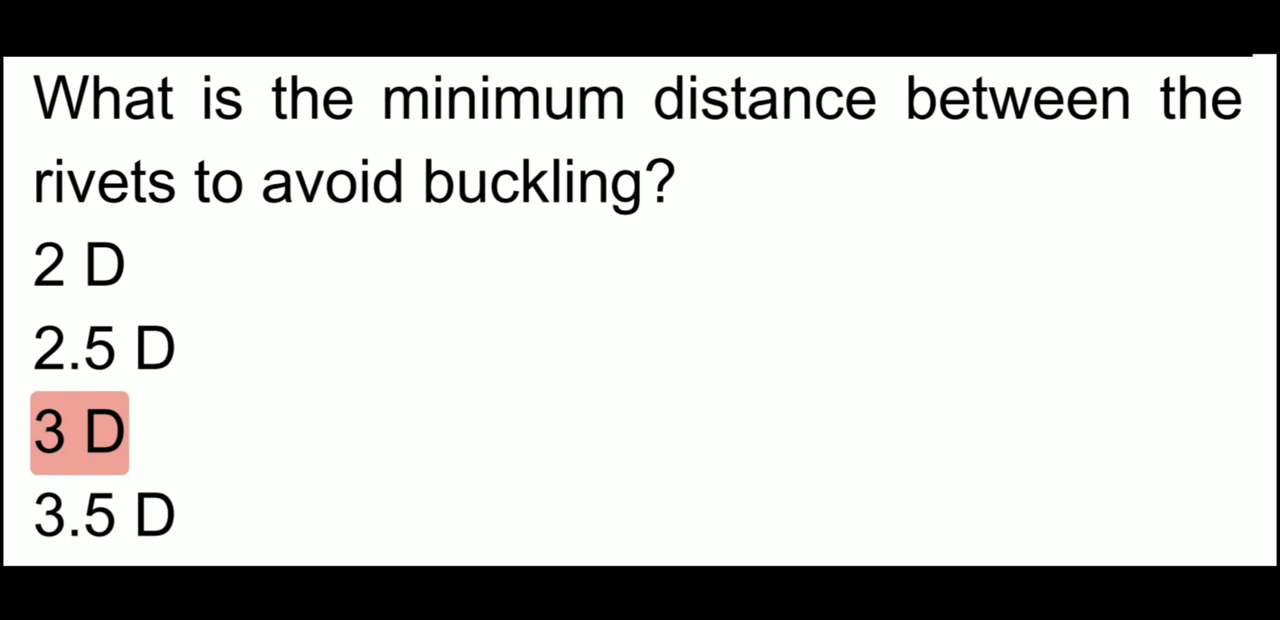 What is the minimum distance between the
rivets to avoid buckling?
2 D
2.5 D
3 D
3.5 D